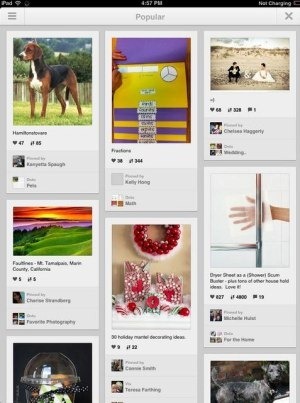 iPad
4:57 PM
Not Charging
Popular
Hamiltonstovare
47 85
Pinned by
Kanyetta Spaugh
Onto
Pets
Faultlines - Mt. Tamalpais, Marin
County, California
5 5
Pinned by
Cherise Strandberg
Onto
Favorite Photography
Fractions
38 344
Pinned by
Kelly Hong
Onto
Math
50 holiday mantel decorating ideas
9 22
Pinned by
Connie Smith
Via
Teresa Farthing
=)
68 328 1
Pinned by
Chelsea Haggerty
Onto
Wedding..
Dryer Sheet as a (Shower) Scum
Buster - plus tons of other house hold
ideas. Love it!
627 4800 19
Pinned by
Michelle Huist
Onto
For the Home